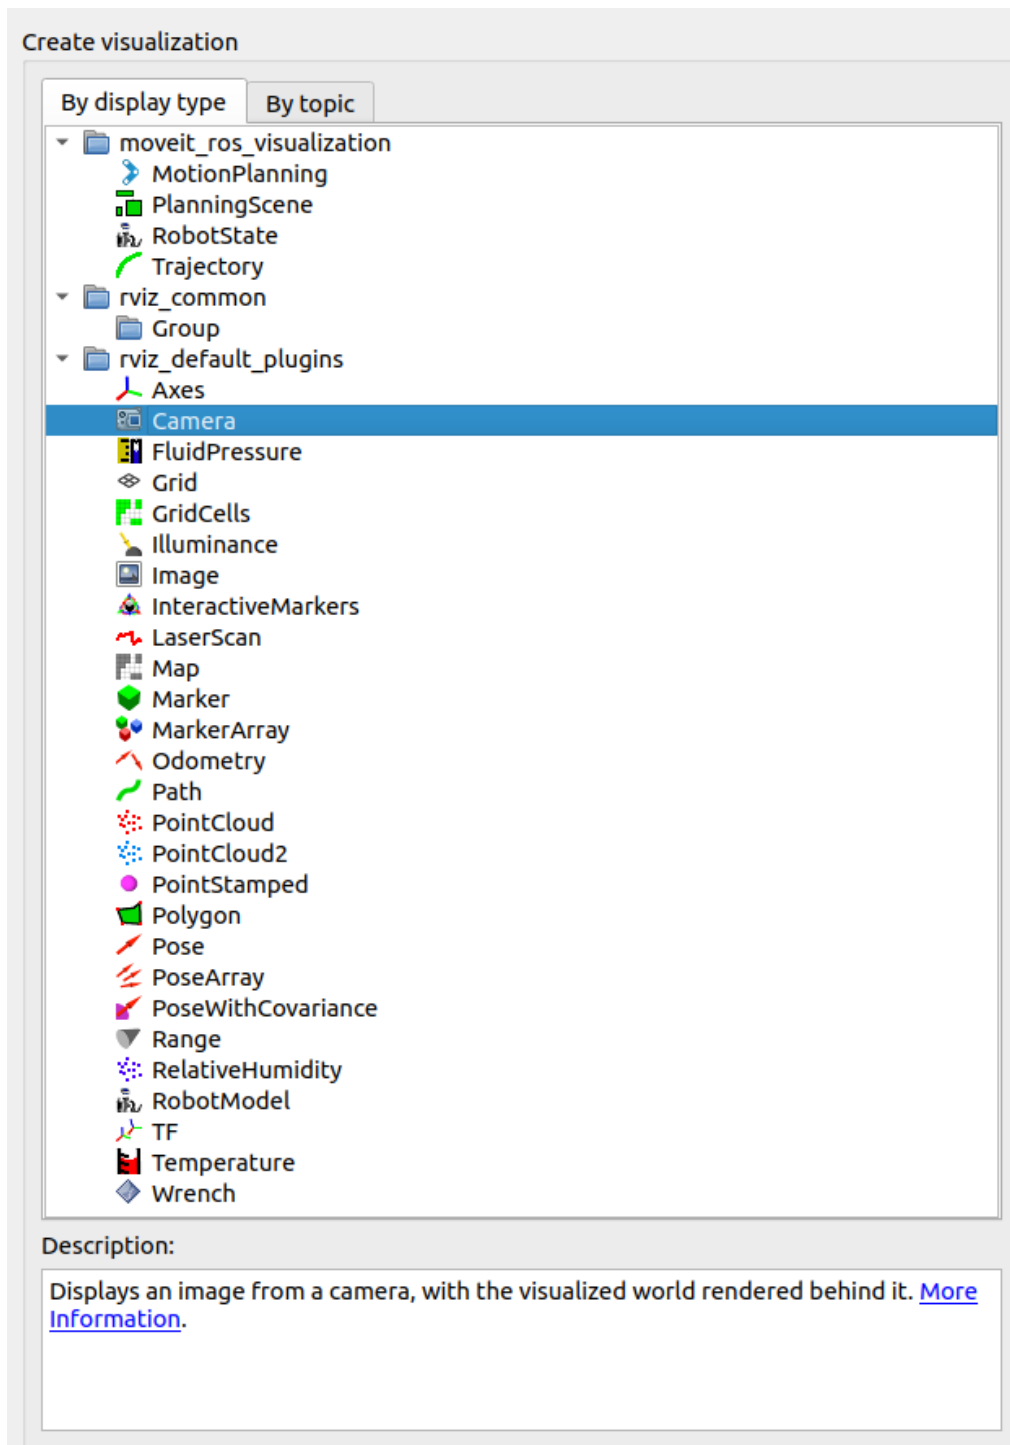 Create visualization
By display type
By topic
moveit_ros_visualization
MotionPlanning
PlanningScene
RobotState
Trajectory
rviz_common
Group
rviz_default_plugins
Axes
Camera
FluidPressure
Grid
GridCells
Illuminance
Image
InteractiveMarkers
LaserScan
Map
Marker
MarkerArray
Odometry
Path
PointCloud
PointCloud2
PointStamped
Polygon
Pose
PoseArray
PoseWithCovariance
Range
RelativeHumidity
RobotModel
TF
Temperature
Wrench
Description:
Displays an image from a camera, with the visualized world rendered behind it. More
Information.